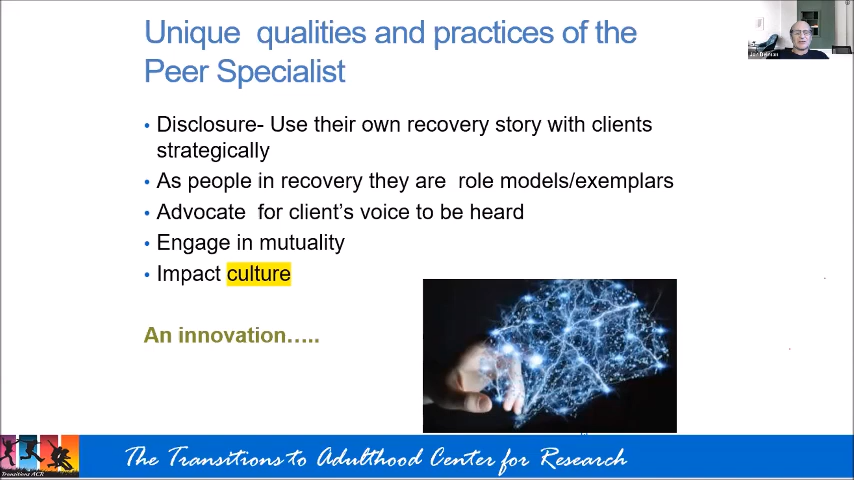 Unique qualities and practices of the
Peer Specialist
• Disclosure- Use their own recovery story with clients
strategically
• As people in recovery they are role models/exemplars
• Advocate for client's voice to be heard
• Engage in mutuality
• Impact culture
An innovation…..
Transitions ACR
The Transitions to Adulthood Center for Research